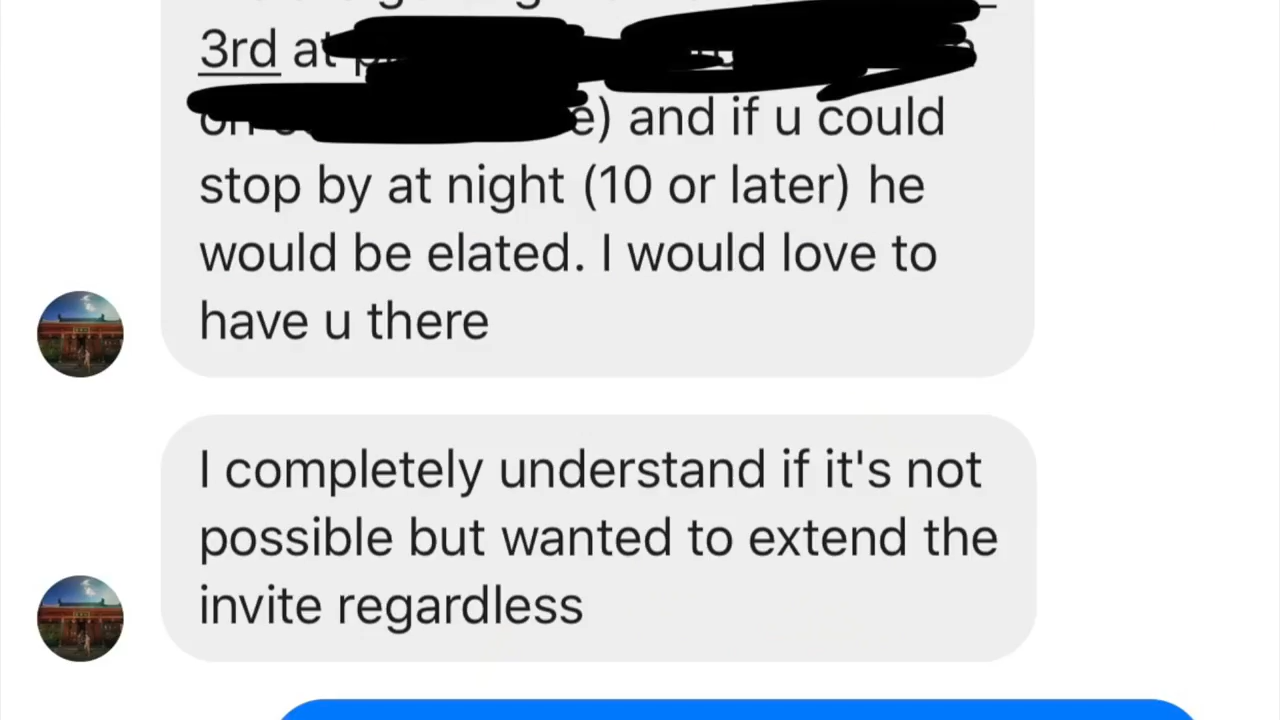 3rd at
and if u could
stop by at night (10 or later) he
would be elated. I would love to
have u there
I completely understand if it's not
possible but wanted to extend the
invite regardless